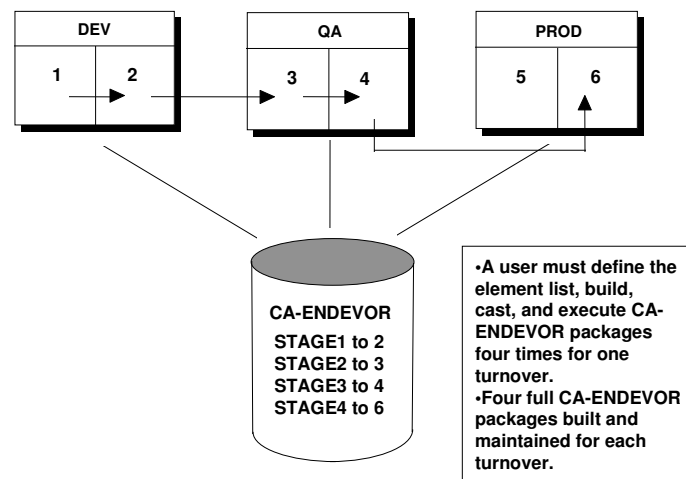 DEV
QA
PROD
1
2
3
4
5
6
CA-ENDEVOR
STAGE1 to 2
STAGE2 to 3
STAGE3 to 4
STAGE4 to 6
•A user must define the
element list, build,
cast, and execute CA-
ENDEVOR packages
four times for one
turnover.
•Four full CA-ENDEVOR
packages built and
maintained for each
turnover.